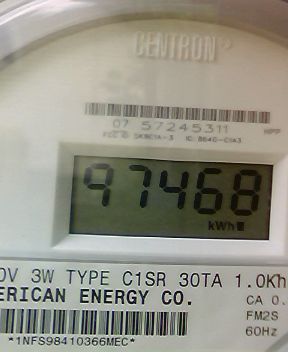 CENTRON
07 57245311
97468
kWh
0V 3W TYPE C1SR 30TA 1.0Kh
ERICAN ENERGY CO.
CA 0.
FM2S
60Hz
*1NFS98410366MEC*